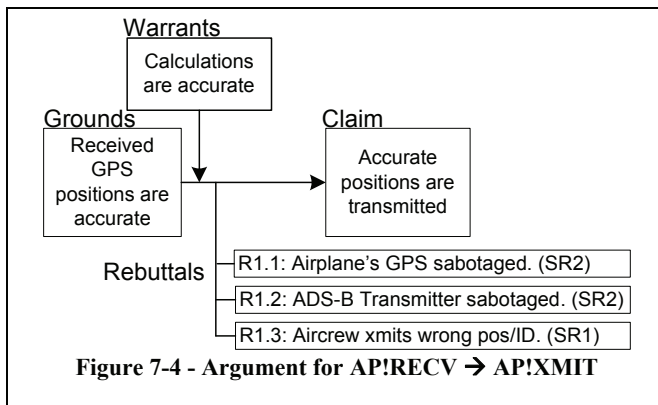 Warrants
Calculations
are accurate
Grounds
Received
GPS
positions are
accurate
Claim
Accurate
positions are
transmitted
Rebuttals
R1.1: Airplane's GPS sabotaged. (SR2)
R1.2: ADS-B Transmitter sabotaged. (SR2)
R1.3: Aircrew xmits wrong pos/ID. (SR1)
Figure 7-4 - Argument for AP!RECV → AP!XMIT